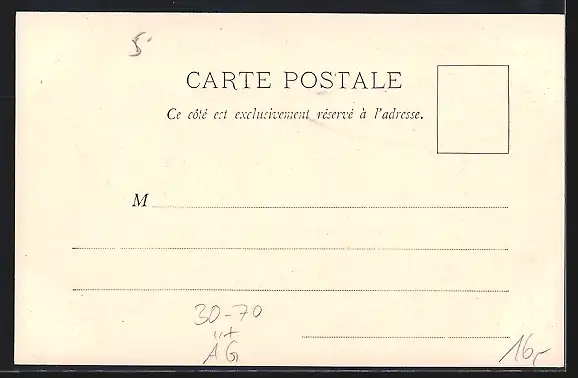 5
CARTE POSTALE
Ce côté est exclusivement réservé à l'adresse.
M
30-70
AG
16,-